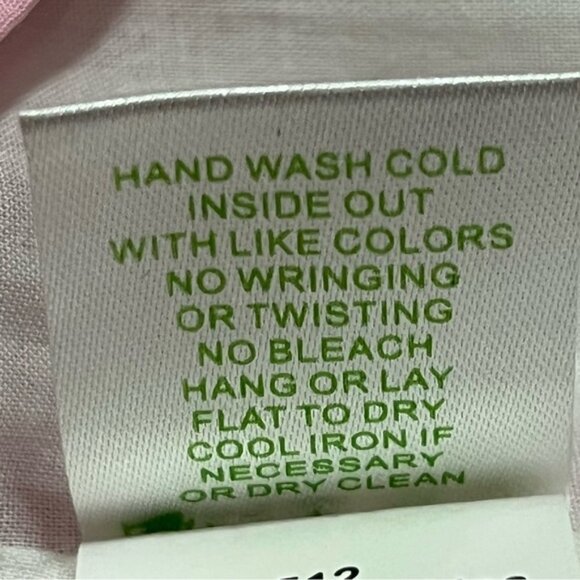 HAND WASH COLD
INSIDE OUT
WITH LIKE COLORS
NO WRINGING
OR TWISTING
NO BLEACH
HANG OR LAY
FLAT TO DRY
COOL IRON IF
NECESSARY
OR DRY CLEAN